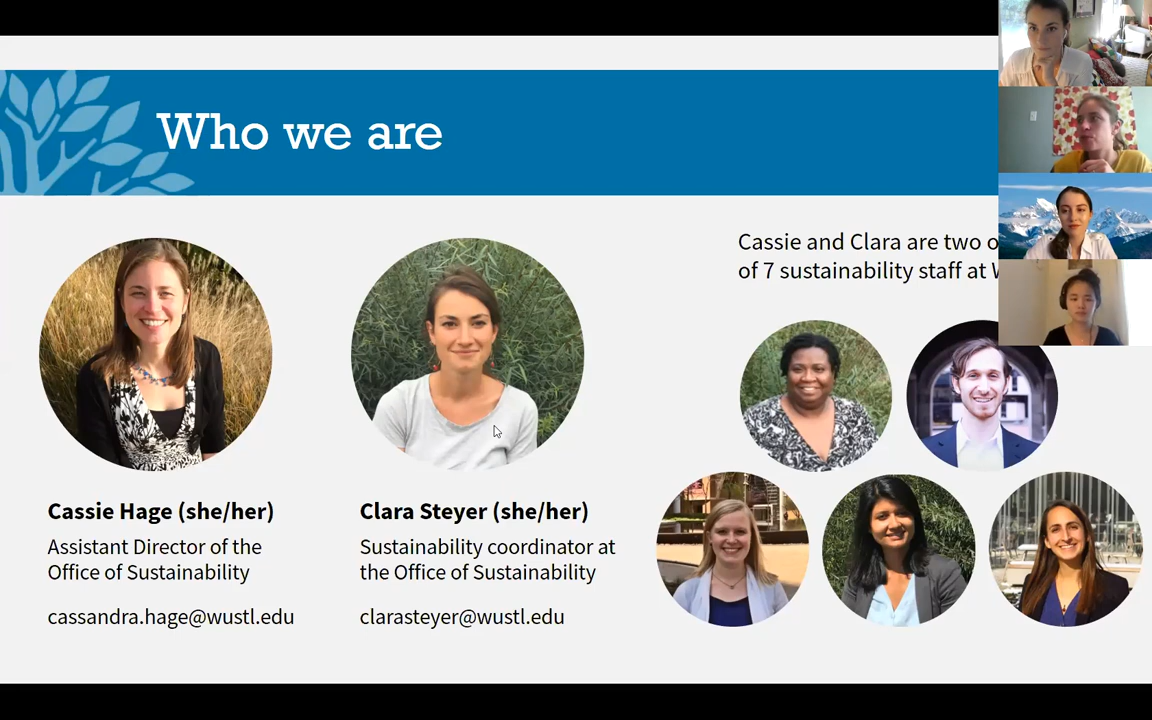 Who we are
Cassie and Clara are two o
of 7 sustainability staff at W
Cassie Hage (she/her)
Assistant Director of the
Office of Sustainability
cassandra.hage@wustl.edu
Clara Steyer (she/her)
Sustainability coordinator at
the Office of Sustainability
clarasteyer@wustl.edu